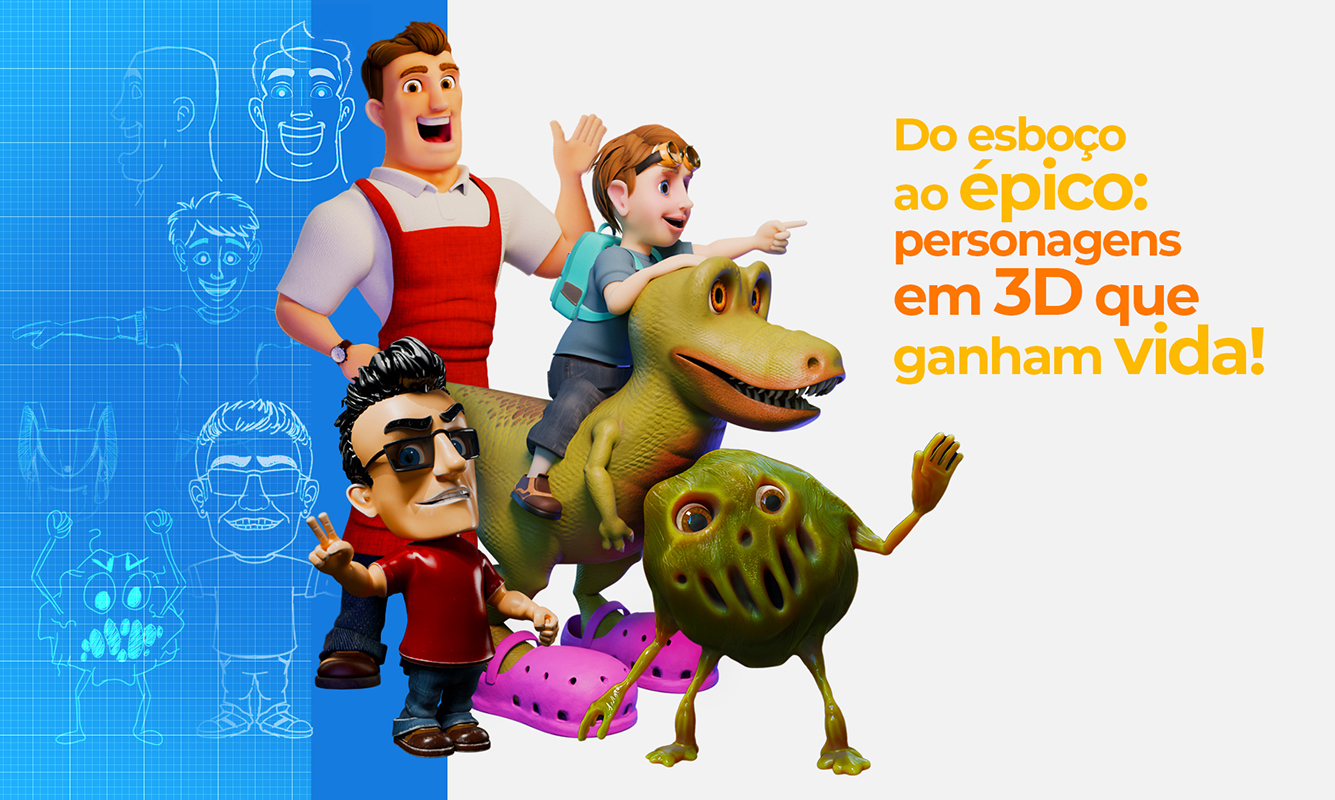 Do esboço
ao épico:
personagens
em 3D que
ganham vida!